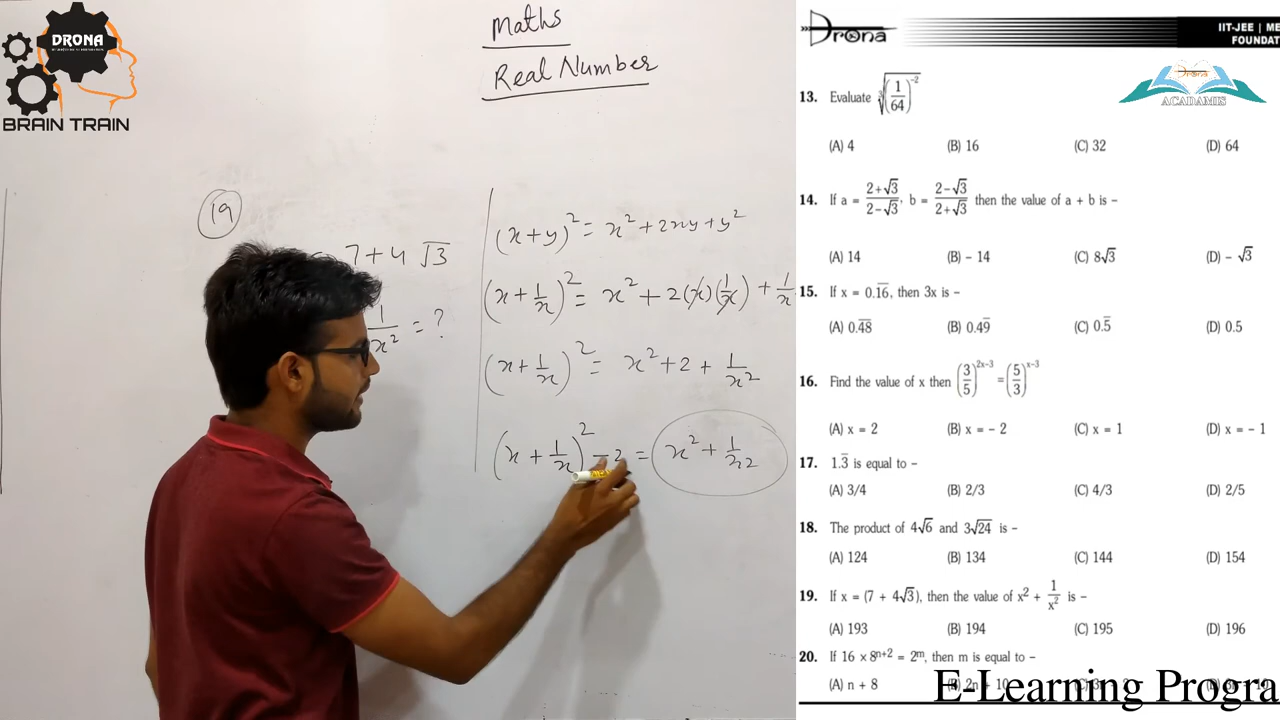 DRONA
BRAIN TRAIN
Maths
Real Number
19
7 + 4 √3
1/x² = ?
(x+y)² = x² + 2xy + y²
(x + 1/x)² = x² + 2(x)(1/x) + 1/x
(x + 1/x)² = x² + 2 + 1/x²
(x + 1/x)² − 2 = x² + 1/x²
Drona
IIT-JEE | ME
FOUNDAT
Drona
ACADAMIS
13. Evaluate ∛(1/64)⁻²
(A) 4 (B) 16 (C) 32 (D) 64
14. If a = (2+√3)/(2−√3), b = (2−√3)/(2+√3) then the value of a + b is –
(A) 14 (B) – 14 (C) 8√3 (D) – √3
15. If x = 0.1̅6̅, then 3x is –
(A) 0.4̅8̅ (B) 0.49̅ (C) 0.5̅ (D) 0.5
16. Find the value of x then (3/5)^(2x–3) = (5/3)^(x–3)
(A) x = 2 (B) x = – 2 (C) x = 1 (D) x = – 1
17. 1.3̅ is equal to –
(A) 3/4 (B) 2/3 (C) 4/3 (D) 2/5
18. The product of 4√6 and 3√24 is –
(A) 124 (B) 134 (C) 144 (D) 154
19. If x = (7 + 4√3), then the value of x² + 1/x² is –
(A) 193 (B) 194 (C) 195 (D) 196
20. If 16 × 8ⁿ⁺² = 2ᵐ, then m is equal to –
(A) n + 8 (B) 2n + 10
E-Learning Progra